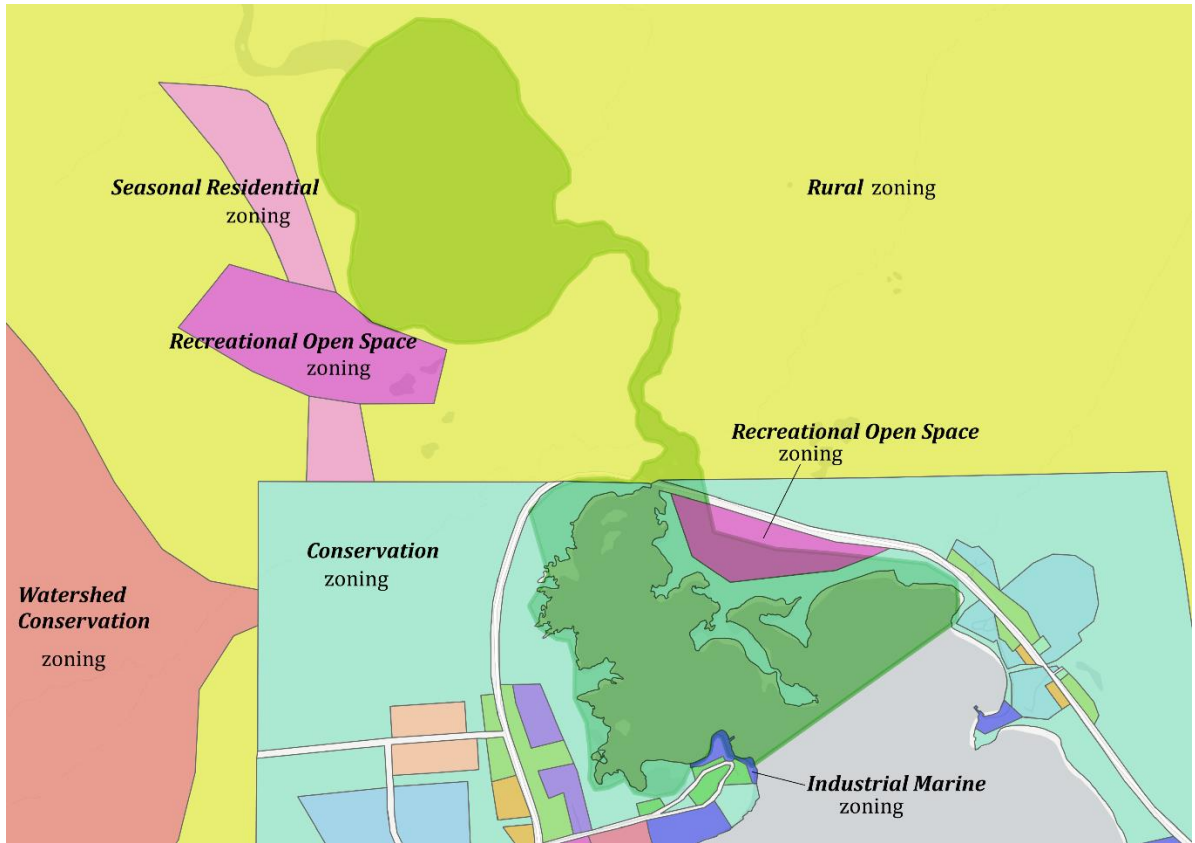 Seasonal Residential
zoning
Rural zoning
Recreational Open Space
zoning
Recreational Open Space
zoning
Conservation
zoning
Watershed
Conservation
zoning
Industrial Marine
zoning